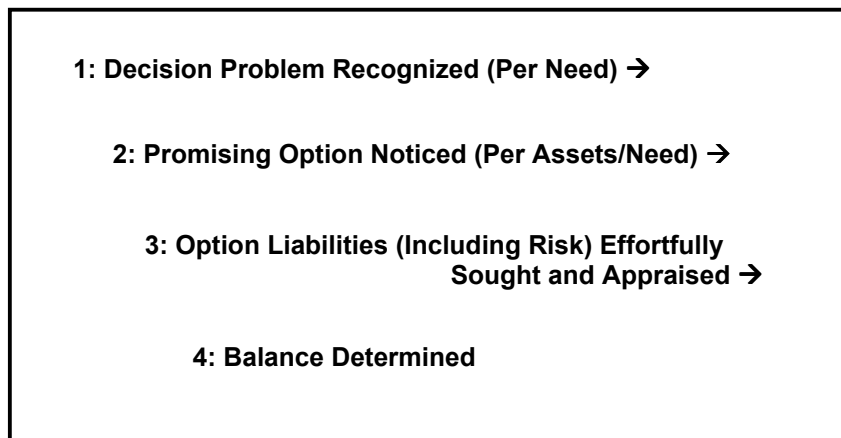 1: Decision Problem Recognized (Per Need) →
2: Promising Option Noticed (Per Assets/Need) →
3: Option Liabilities (Including Risk) Effortfully
Sought and Appraised →
4: Balance Determined